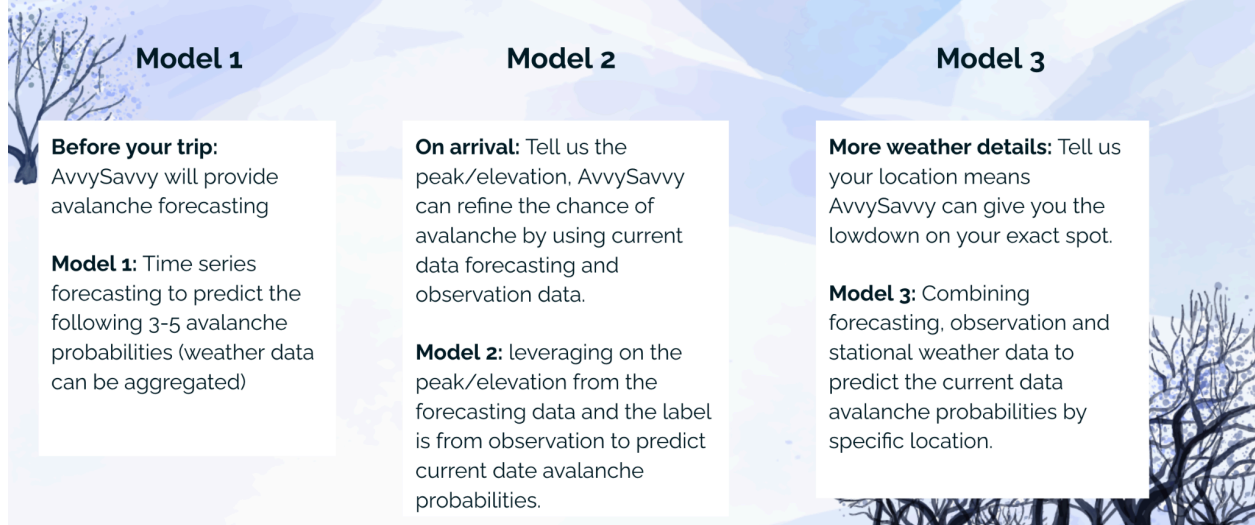 Model 1
Before your trip:
AvvySavvy will provide
avalanche forecasting
Model 1: Time series
forecasting to predict the
following 3-5 avalanche
probabilities (weather data
can be aggregated)
Model 2
On arrival: Tell us the
peak/elevation, AvvySavvy
can refine the chance of
avalanche by using current
data forecasting and
observation data.
Model 2: leveraging on the
peak/elevation from the
forecasting data and the label
is from observation to predict
current date avalanche
probabilities.
Model 3
More weather details: Tell us
your location means
AvvySavvy can give you the
lowdown on your exact spot.
Model 3: Combining
forecasting, observation and
stational weather data to
predict the current data
avalanche probabilities by
specific location.